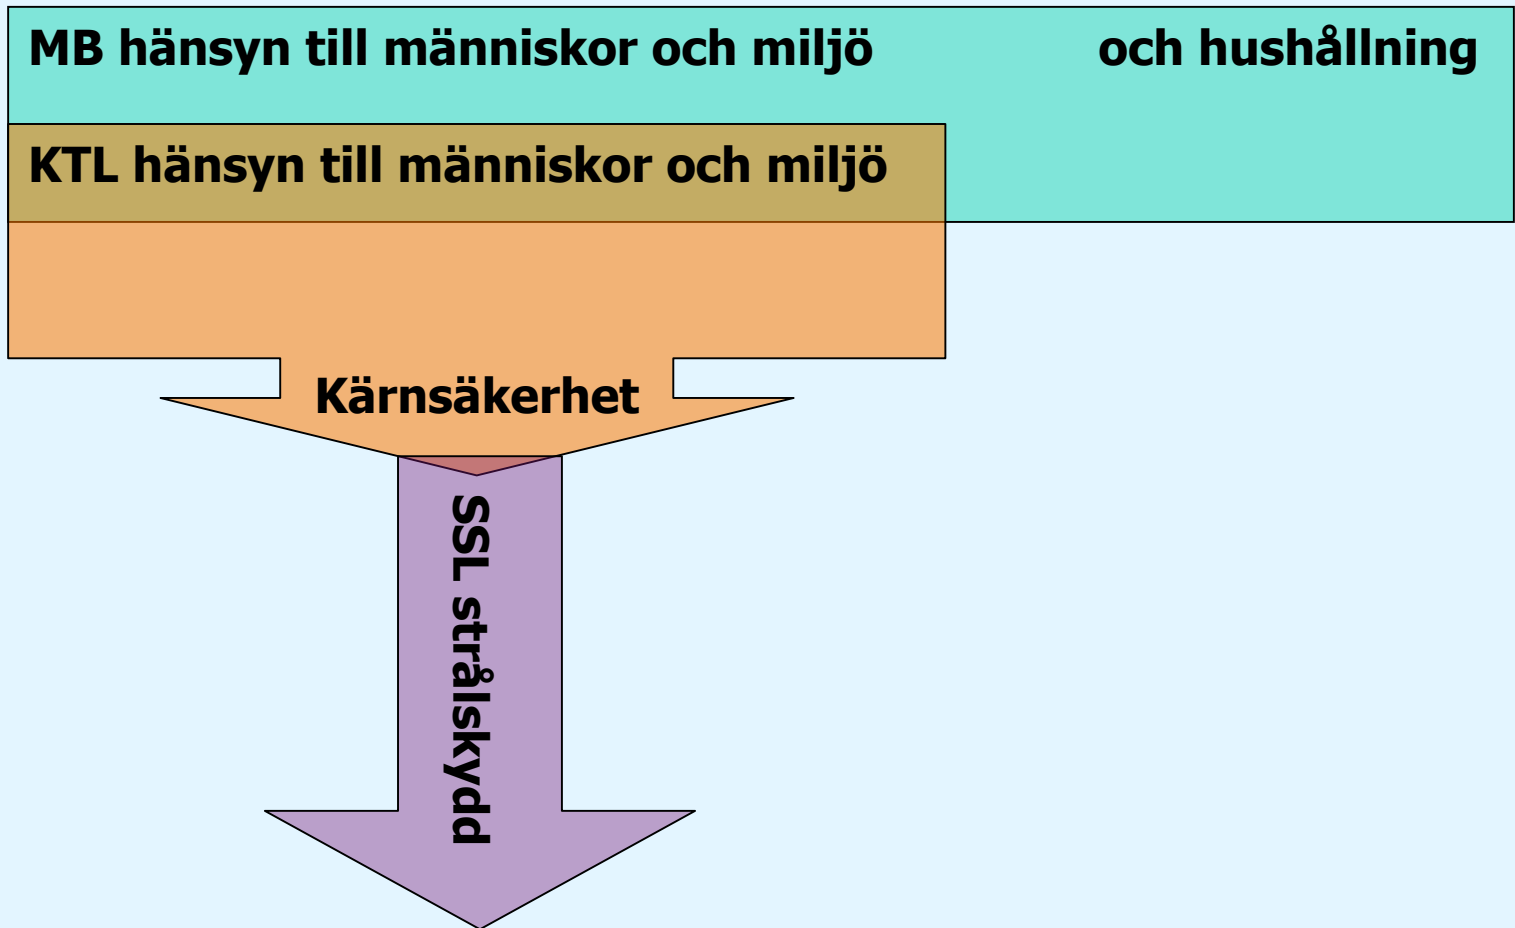 MB hänsyn till människor och miljö och hushållning
KTL hänsyn till människor och miljö
Kärnsäkerhet
SSL strålskydd